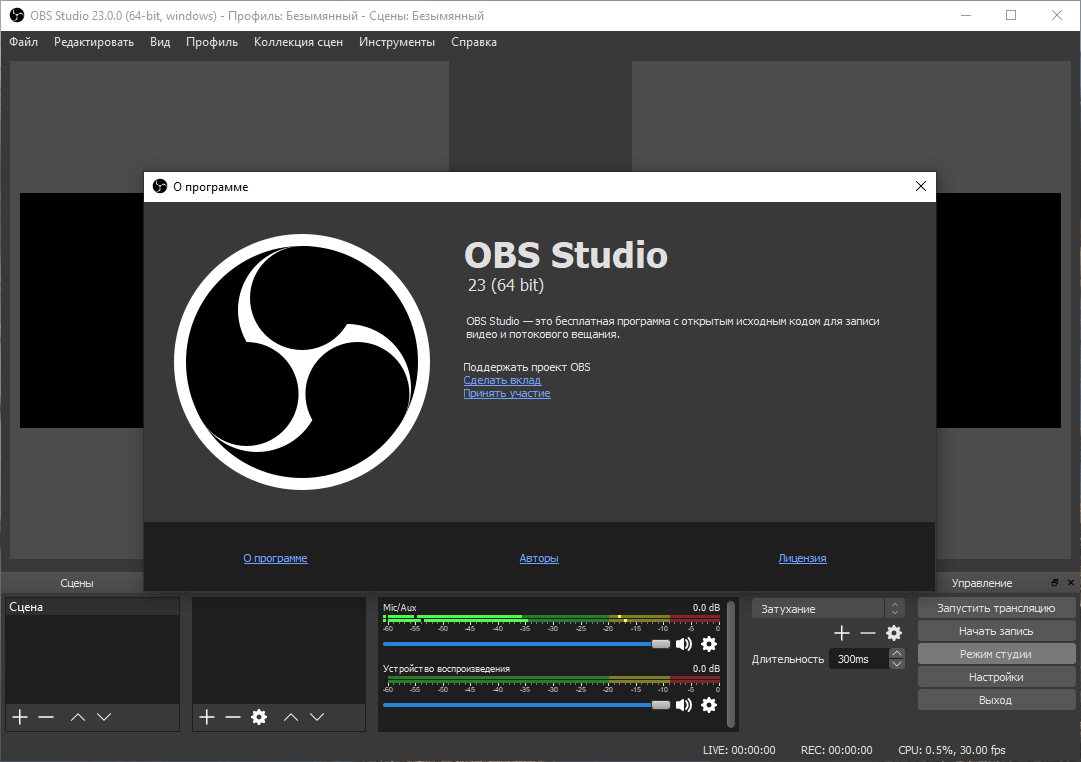 OBS Studio 23.0.0 (64-bit, windows) - Профиль: Безымянный - Сцены: Безымянный
Файл Редактировать Вид Профиль Коллекция сцен Инструменты Справка
О программе
OBS Studio
23 (64 bit)
OBS Studio — это бесплатная программа с открытым исходным кодом для записи
видео и потокового вещания.
Поддержать проект OBS
Сделать вклад
Принять участие
О программе Авторы Лицензия
Сцены Управление
Сцена
Mic/Aux 0.0 dB
-60 -55 -50 -45 -40 -35 -30 -25 -20 -15 -10 -5 0
Устройство воспроизведения 0.0 dB
-60 -55 -50 -45 -40 -35 -30 -25 -20 -15 -10 -5 0
Затухание
Длительность 300ms
Запустить трансляцию
Начать запись
Режим студии
Настройки
Выход
LIVE: 00:00:00 REC: 00:00:00 CPU: 0.5%, 30.00 fps